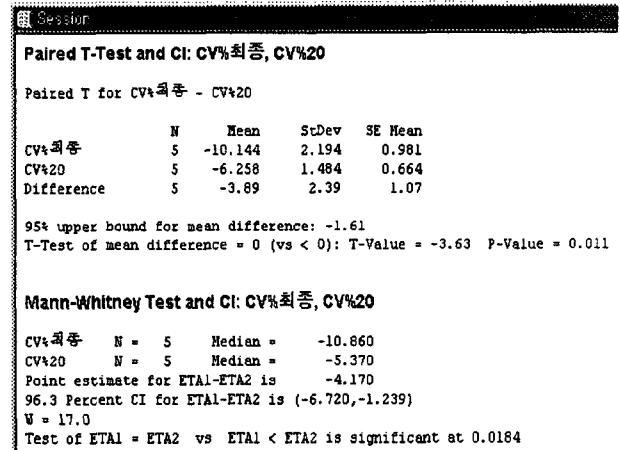 Session
Paired T-Test and CI: CV%최종, CV%20
Paired T for CV%최종 - CV%20
N Mean StDev SE Mean
CV%최종 5 -10.144 2.194 0.981
CV%20 5 -6.258 1.484 0.664
Difference 5 -3.89 2.39 1.07
95% upper bound for mean difference: -1.61
T-Test of mean difference = 0 (vs < 0): T-Value = -3.63 P-Value = 0.011
Mann-Whitney Test and CI: CV%최종, CV%20
CV%최종 N = 5 Median = -10.860
CV%20 N = 5 Median = -5.370
Point estimate for ETA1-ETA2 is -4.170
96.3 Percent CI for ETA1-ETA2 is (-6.720,-1.239)
W = 17.0
Test of ETA1 = ETA2 vs ETA1 < ETA2 is significant at 0.0184